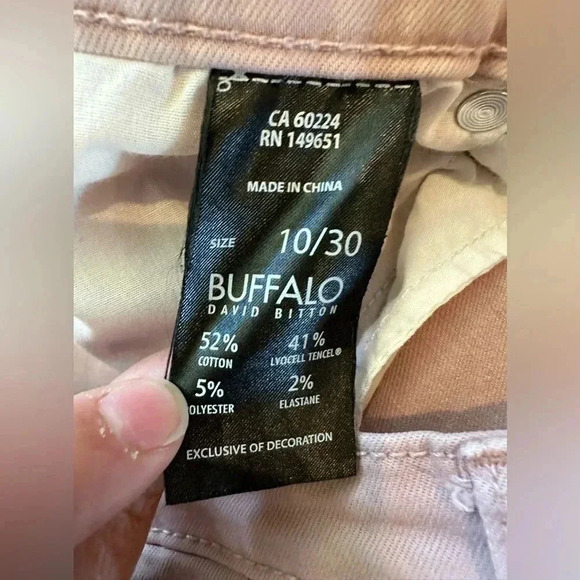 CA 60224
RN 149651
MADE IN CHINA
SIZE 10/30
BUFFALO
DAVID BITTON
52% 41%
COTTON LYOCELL TENCEL®
5% 2%
OLYESTER ELASTANE
EXCLUSIVE OF DECORATION